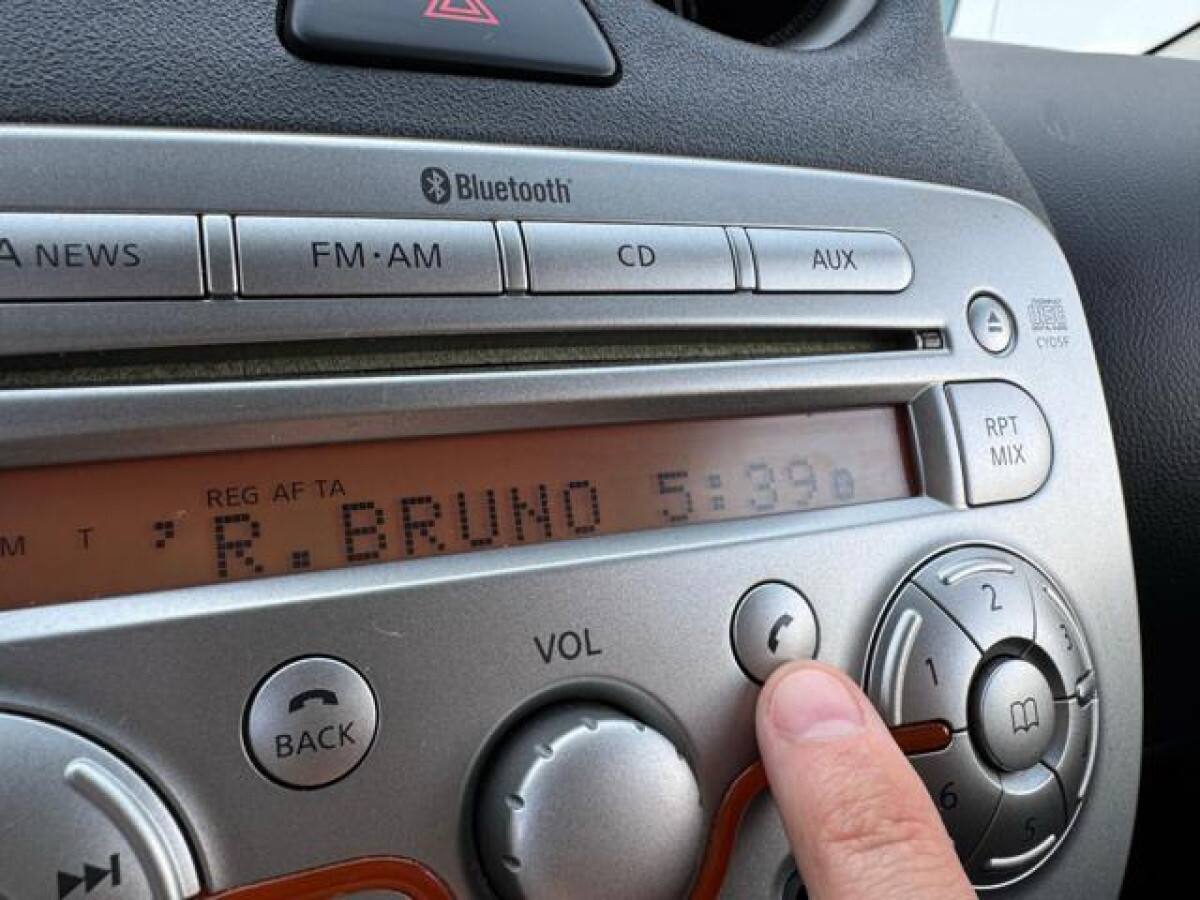 Bluetooth
A NEWS
FM·AM
CD
AUX
CY05F
RPT
MIX
REG AF TA
M T R.BRUNO 5:39
VOL
BACK
1
2
3
5
6